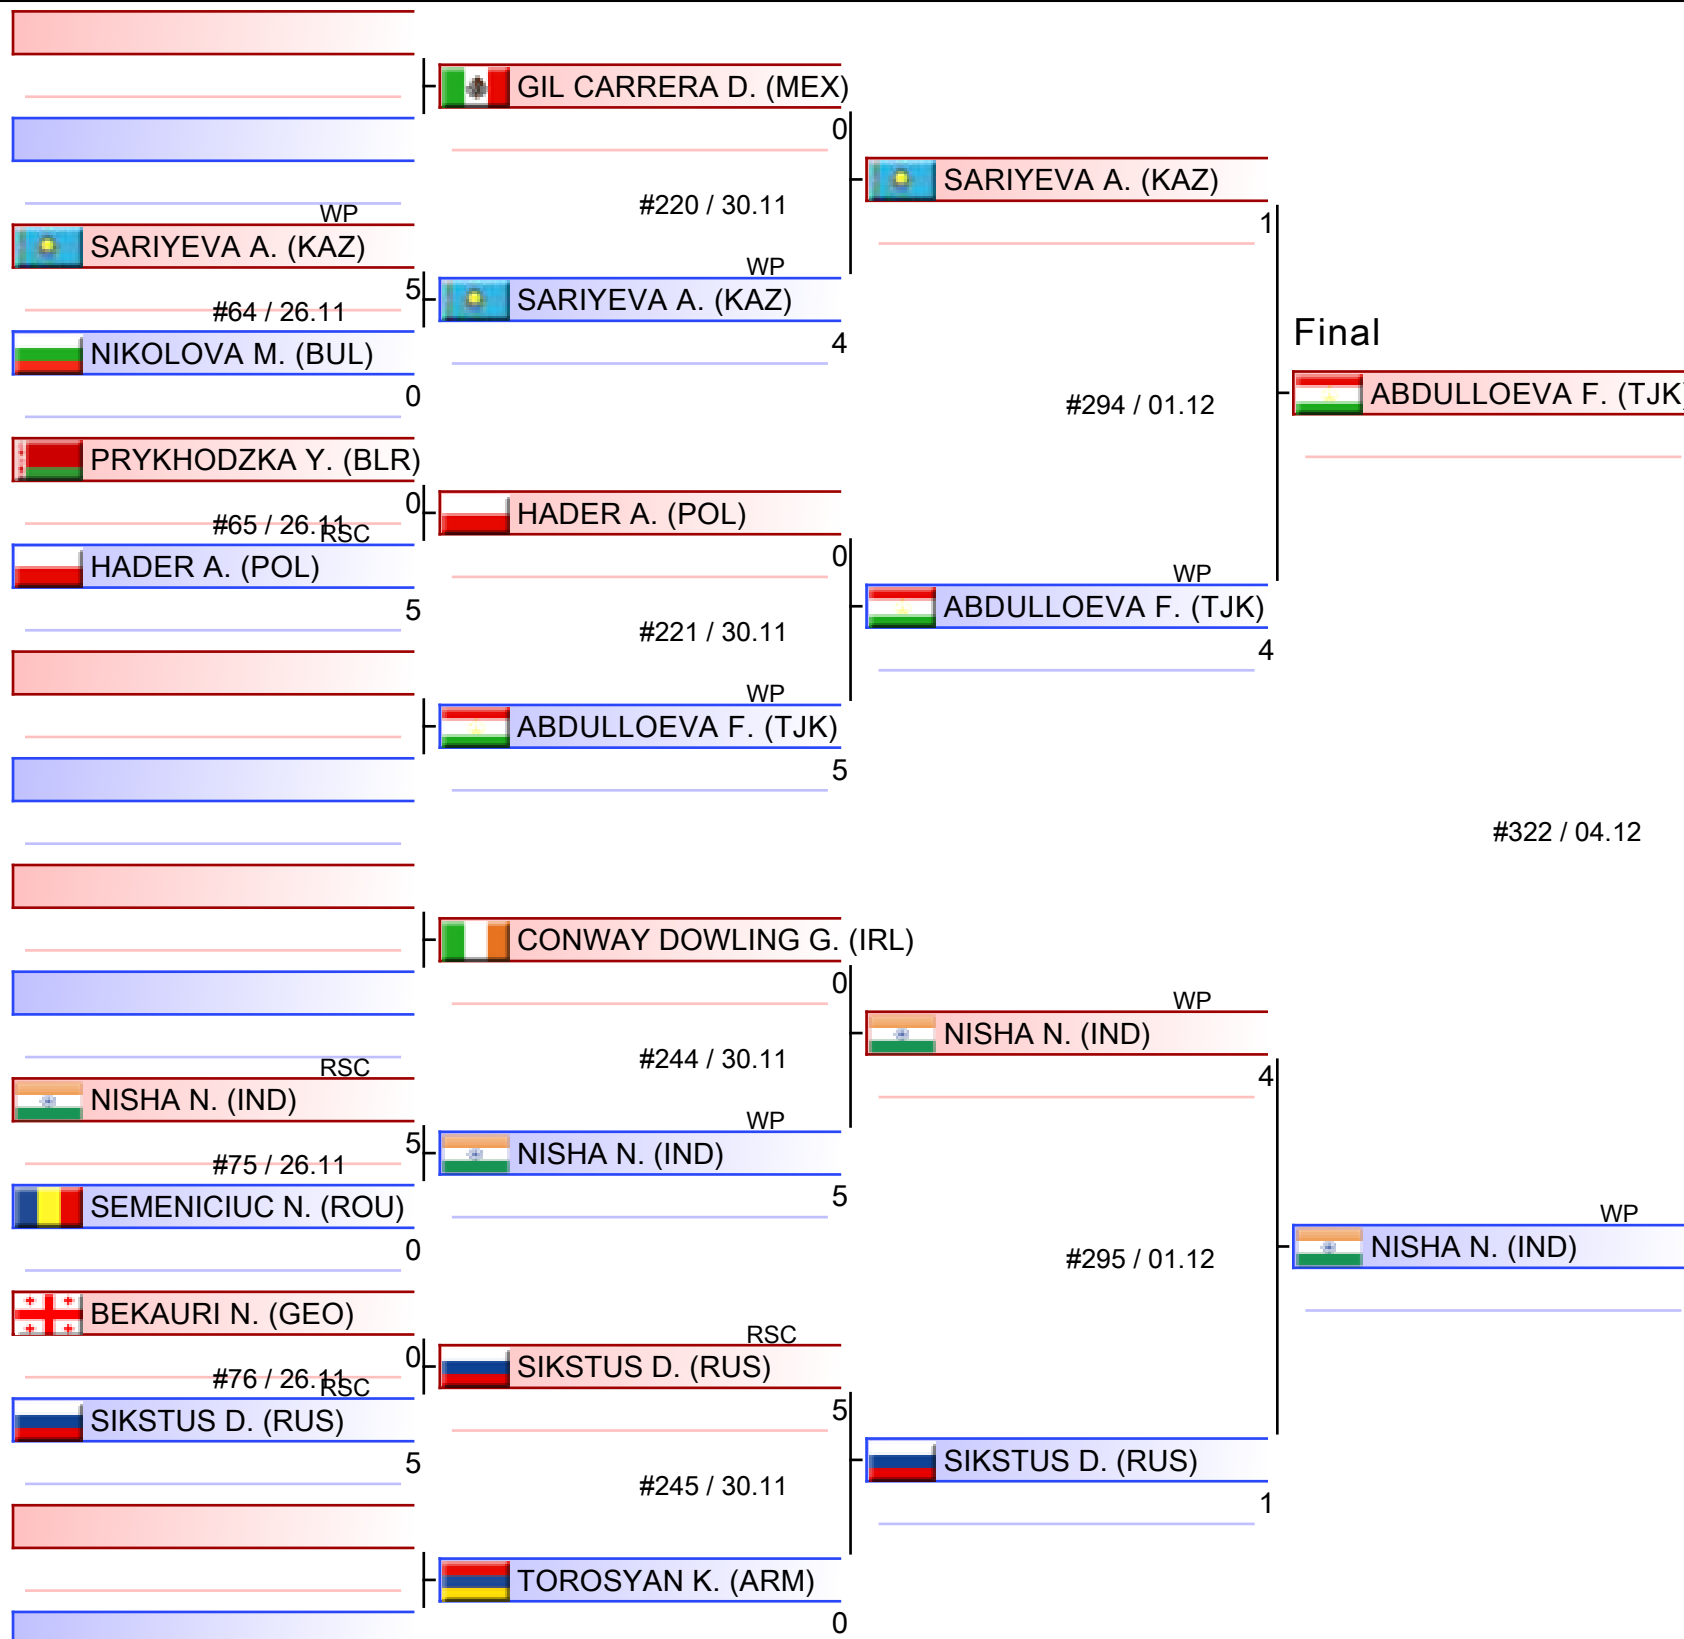 GIL CARRERA D. (MEX)
0
SARIYEVA A. (KAZ)
#220 / 30.11
WP
SARIYEVA A. (KAZ)
1
WP
5
SARIYEVA A. (KAZ)
#64 / 26.11
Final
NIKOLOVA M. (BUL)
4
0
ABDULLOEVA F. (TJK)
#294 / 01.12
PRYKHODZKA Y. (BLR)
0
HADER A. (POL)
#65 / 26.11
RSC
HADER A. (POL)
0
WP
5
ABDULLOEVA F. (TJK)
#221 / 30.11
4
WP
ABDULLOEVA F. (TJK)
5
#322 / 04.12
CONWAY DOWLING G. (IRL)
0
WP
NISHA N. (IND)
#244 / 30.11
RSC
4
NISHA N. (IND)
WP
5
NISHA N. (IND)
#75 / 26.11
5
SEMENICIUC N. (ROU)
WP
0
NISHA N. (IND)
#295 / 01.12
BEKAURI N. (GEO)
RSC
0
SIKSTUS D. (RUS)
#76 / 26.11
RSC
SIKSTUS D. (RUS)
5
5
SIKSTUS D. (RUS)
#245 / 30.11
1
TOROSYAN K. (ARM)
0